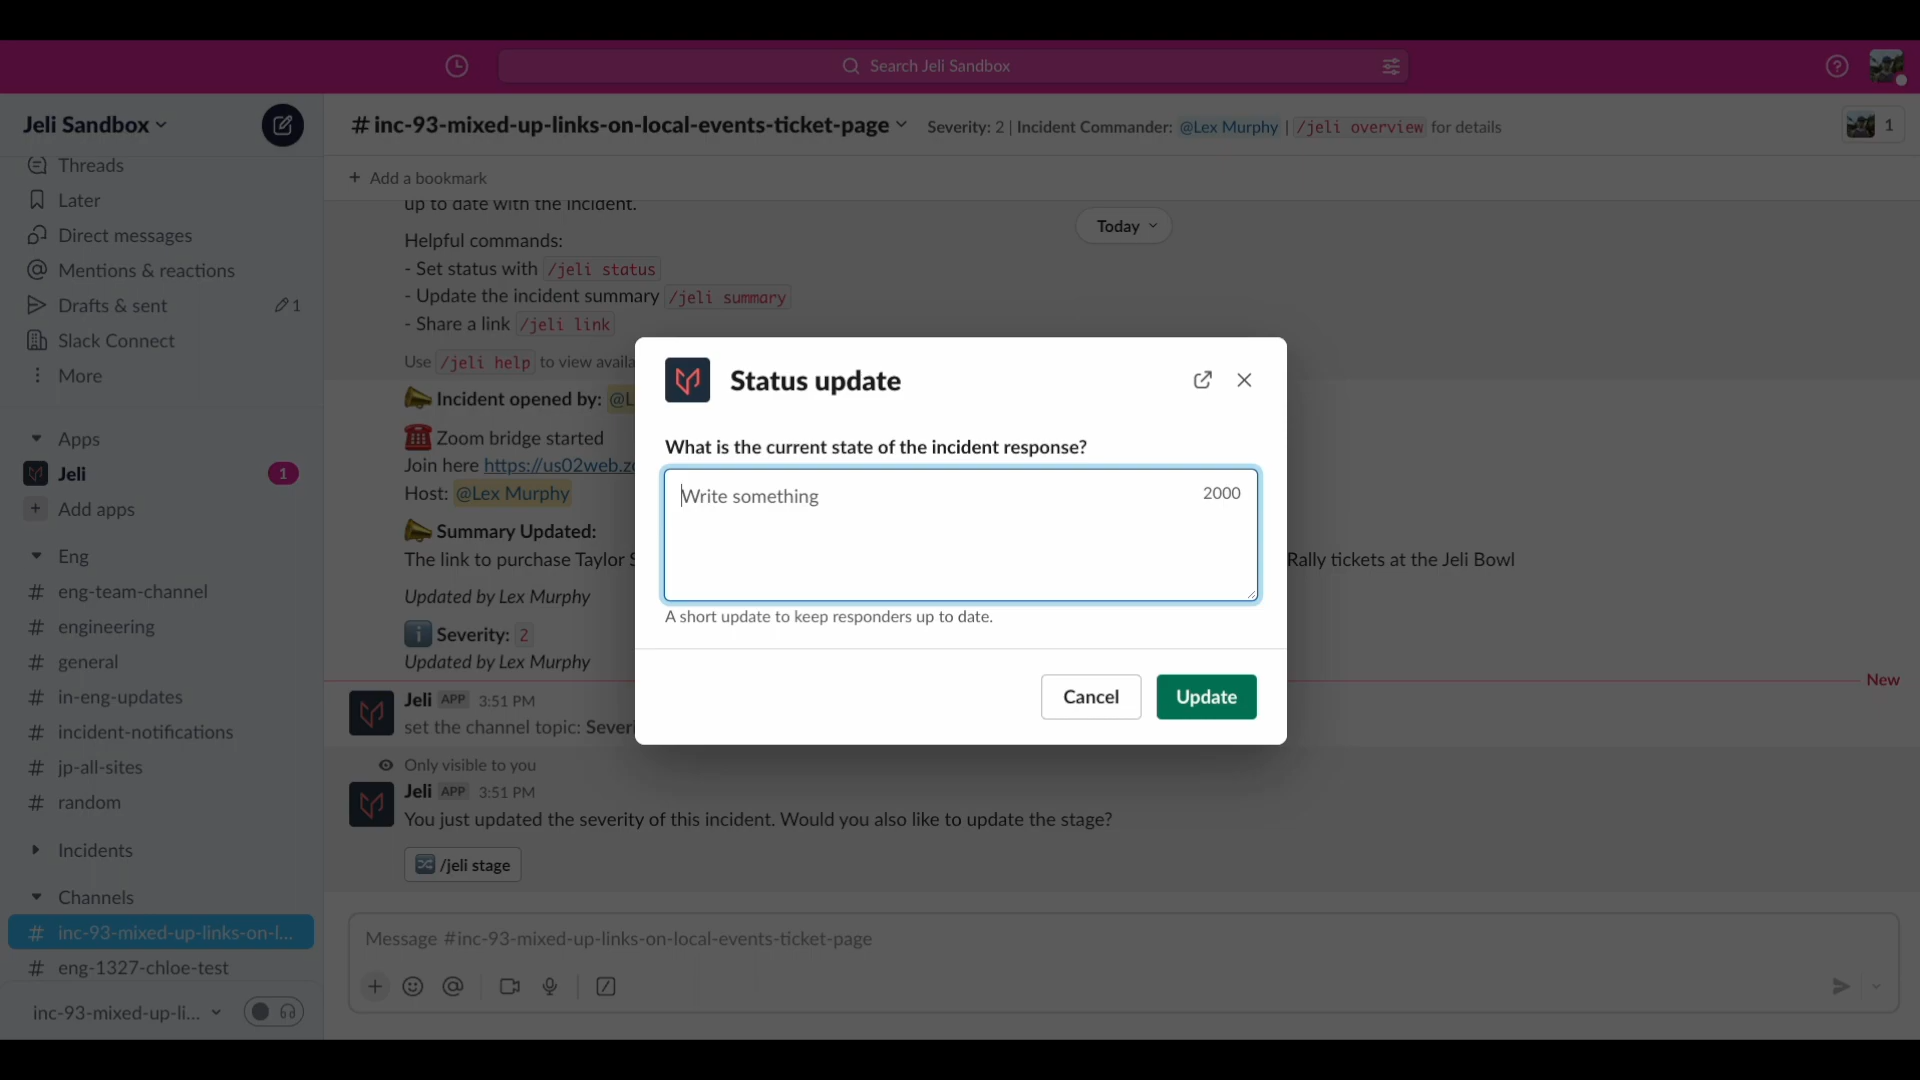 Search Jeli Sandbox
Jeli Sandbox
# inc-93-mixed-up-links-on-local-events-ticket-page
Severity: 2 | Incident Commander: @Lex Murphy | /jeli overview for details
1
Threads
Later
Direct messages
Mentions & reactions
Drafts & sent
1
Slack Connect
More
Apps
Jeli
1
Add apps
Eng
# eng-team-channel
# engineering
# general
# in-eng-updates
# incident-notifications
# jp-all-sites
# random
Incidents
Channels
# inc-93-mixed-up-links-on-l...
# eng-1327-chloe-test
inc-93-mixed-up-li...
+ Add a bookmark
Today
up to date with the incident.
Helpful commands:
- Set status with /jeli status
- Update the incident summary /jeli summary
- Share a link /jeli link
Use /jeli help to view availa
Incident opened by: @L
Zoom bridge started
Join here https://us02web.zo
Host: @Lex Murphy
Summary Updated:
The link to purchase Taylor S
Rally tickets at the Jeli Bowl
Updated by Lex Murphy
Severity: 2
Updated by Lex Murphy
New
Jeli APP 3:51 PM
set the channel topic: Severi
Only visible to you
Jeli APP 3:51 PM
You just updated the severity of this incident. Would you also like to update the stage?
/jeli stage
Message #inc-93-mixed-up-links-on-local-events-ticket-page
Status update
What is the current state of the incident response?
Write something
2000
A short update to keep responders up to date.
Cancel
Update